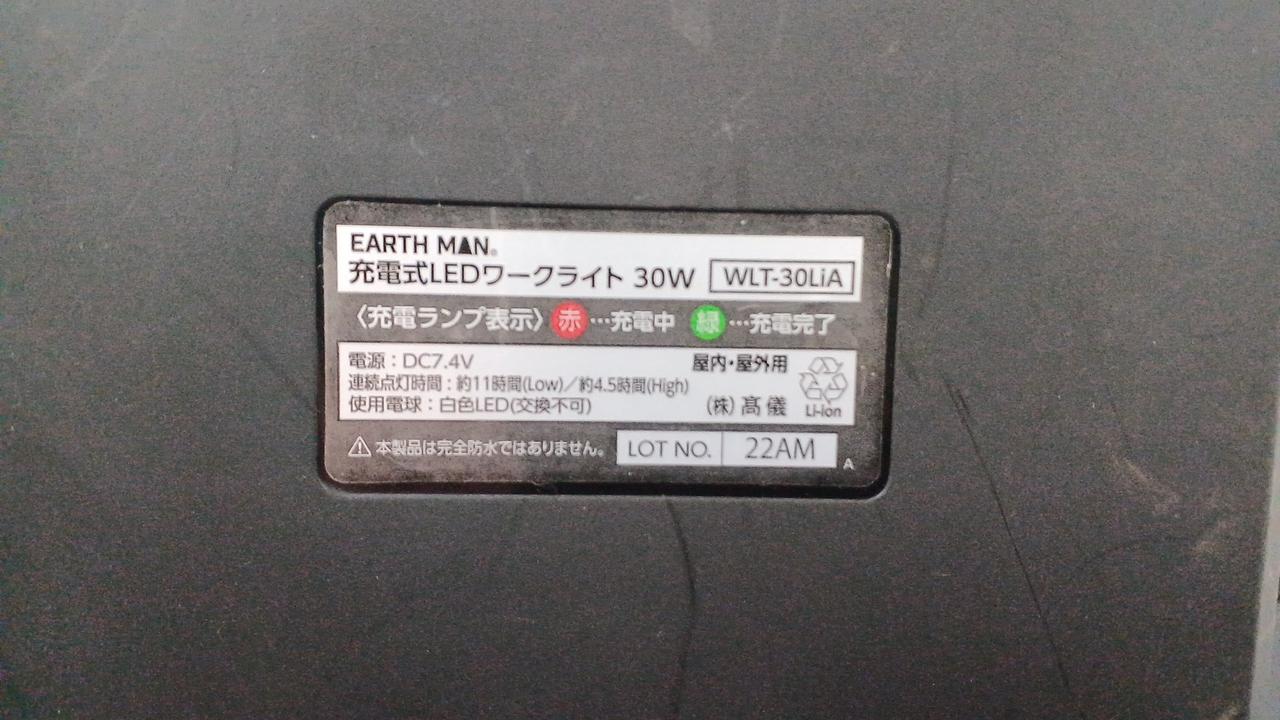 EARTH MAN®
充電式LEDワークライト 30W WLT-30LiA
〈充電ランプ表示〉赤…充電中 緑…充電完了
電源：DC7.4V 屋内・屋外用
連続点灯時間：約11時間(Low)／約4.5時間(High)
使用電球：白色LED(交換不可) (株)髙儀 Li-ion
⚠本製品は完全防水ではありません。 LOT NO. 22AM A